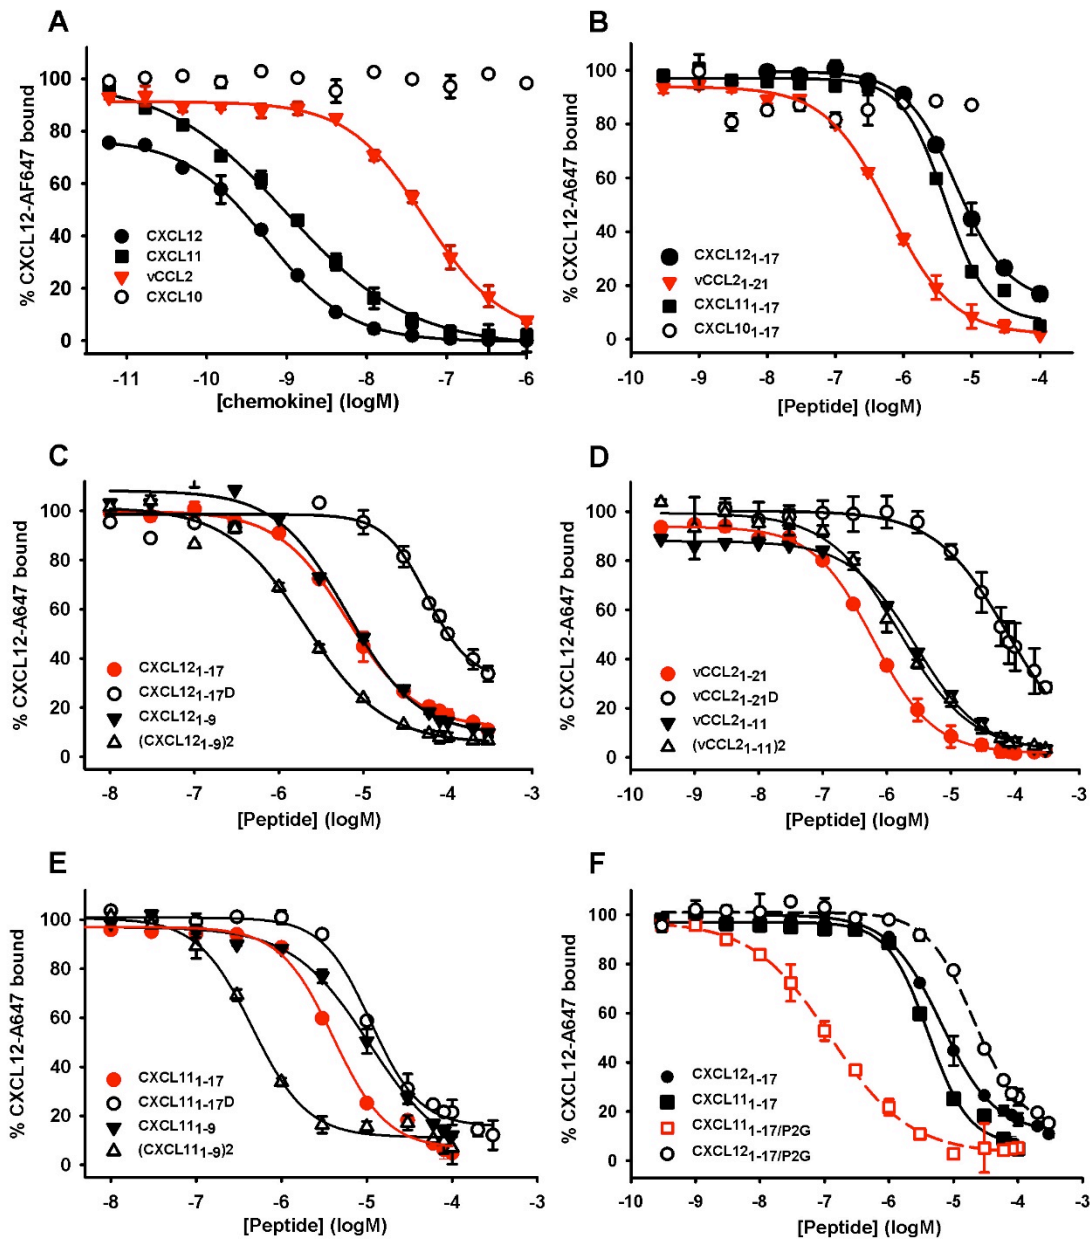 A
% CXCL12-AF647 bound
100
80
60
40
20
0
CXCL12
CXCL11
vCCL2
CXCL10
-11 -10 -9 -8 -7 -6
[chemokine] (logM)
B
% CXCL12-A647 bound
100
80
60
40
20
0
CXCL12₁₋₁₇
vCCL2₁₋₂₁
CXCL11₁₋₁₇
CXCL10₁₋₁₇
-10 -9 -8 -7 -6 -5 -4
[Peptide] (logM)
C
% CXCL12-A647 bound
100
80
60
40
20
0
CXCL12₁₋₁₇
CXCL12₁₋₁₇D
CXCL12₁₋₉
(CXCL12₁₋₉)2
-8 -7 -6 -5 -4 -3
[Peptide] (logM)
D
% CXCL12-A647 bound
100
80
60
40
20
0
vCCL2₁₋₂₁
vCCL2₁₋₂₁D
vCCL2₁₋₁₁
(vCCL2₁₋₁₁)2
-10 -9 -8 -7 -6 -5 -4 -3
[Peptide] (logM)
E
% CXCL12-A647 bound
100
80
60
40
20
0
CXCL11₁₋₁₇
CXCL11₁₋₁₇D
CXCL11₁₋₉
(CXCL11₁₋₉)2
-8 -7 -6 -5 -4 -3
[Peptide] (logM)
F
% CXCL12-A647 bound
100
80
60
40
20
0
CXCL12₁₋₁₇
CXCL11₁₋₁₇
CXCL11₁₋₁₇/P2G
CXCL12₁₋₁₇/P2G
-10 -9 -8 -7 -6 -5 -4 -3
[Peptide] (logM)